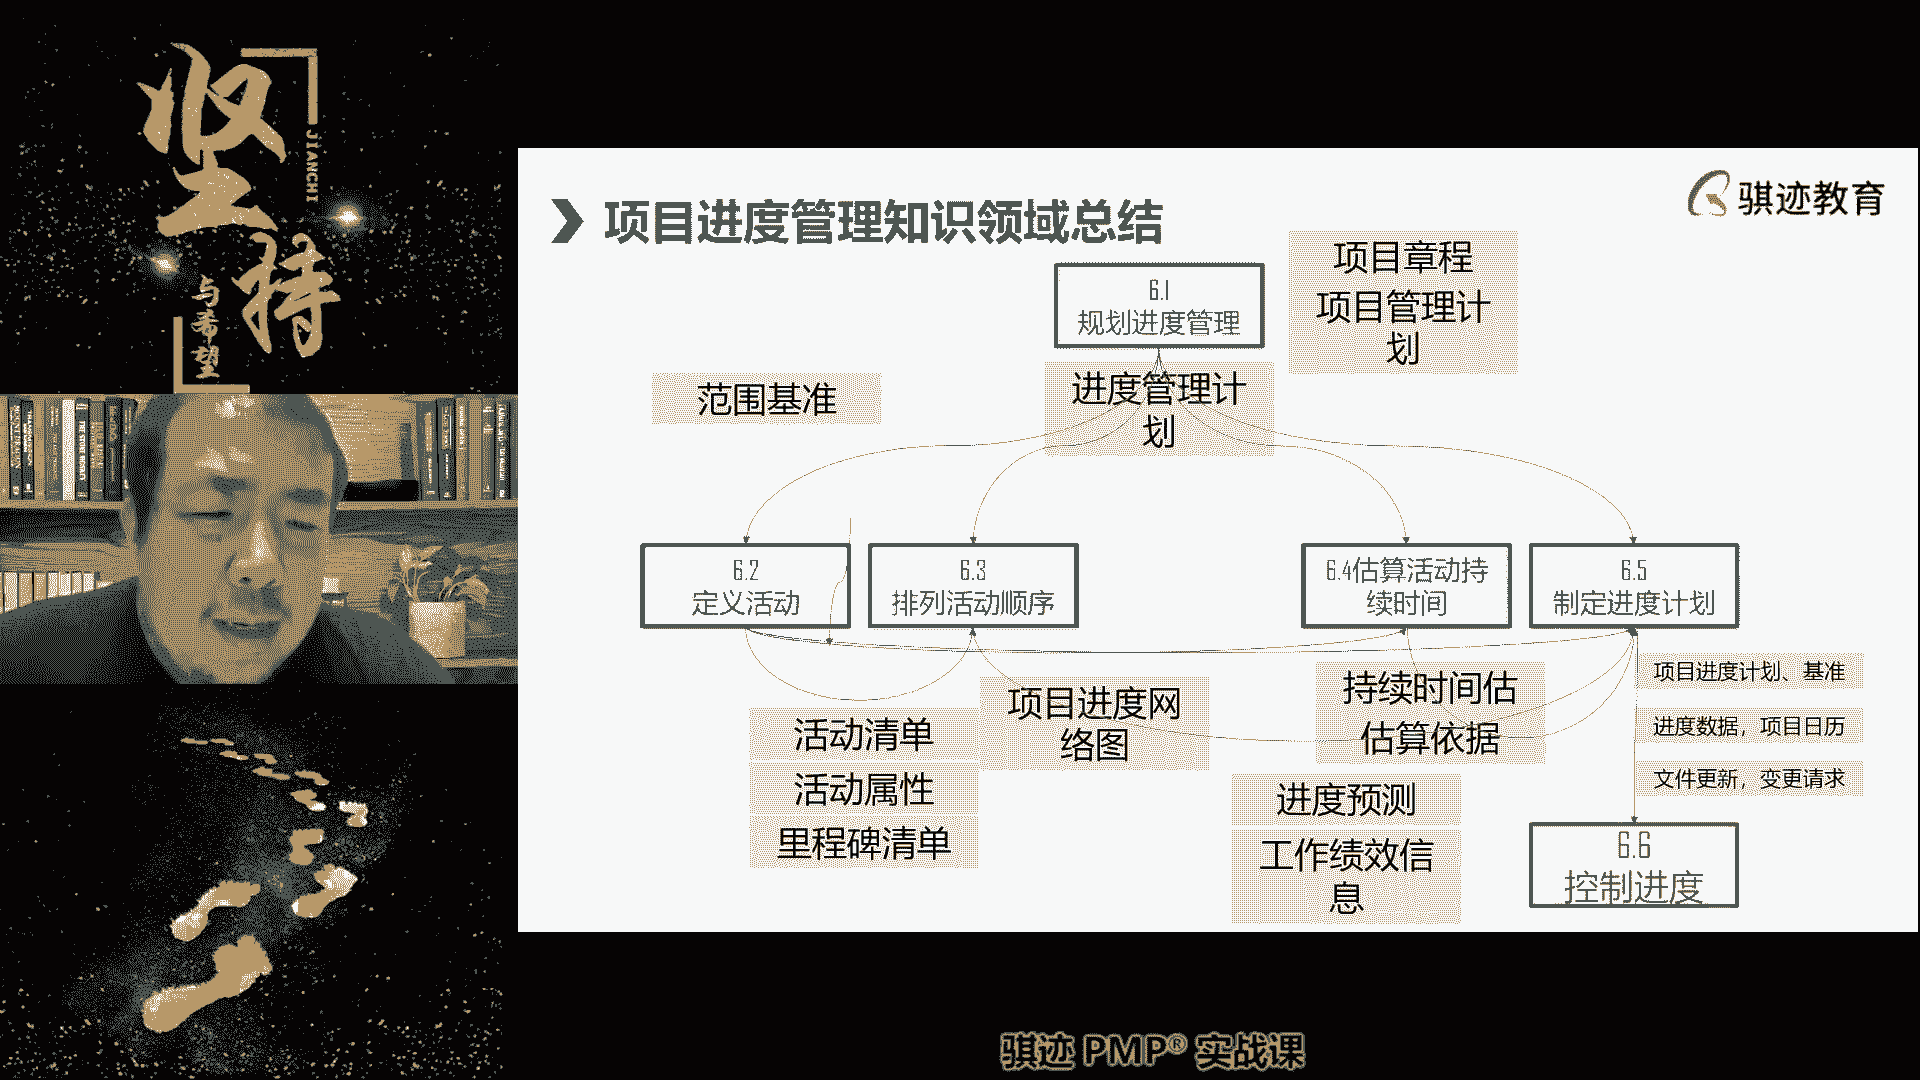 坚持
JIANCHI
与希望
骐迹教育
项目进度管理知识领域总结
项目章程
项目管理计
划
6.1
规划进度管理
范围基准
进度管理计
划
6.2
定义活动
6.3
排列活动顺序
6.4估算活动持
续时间
6.5
制定进度计划
活动清单
活动属性
里程碑清单
项目进度网
络图
持续时间估
估算依据
进度预测
工作绩效信
息
项目进度计划、基准
进度数据，项目日历
文件更新，变更请求
6.6
控制进度
骐迹 PMP® 实战课